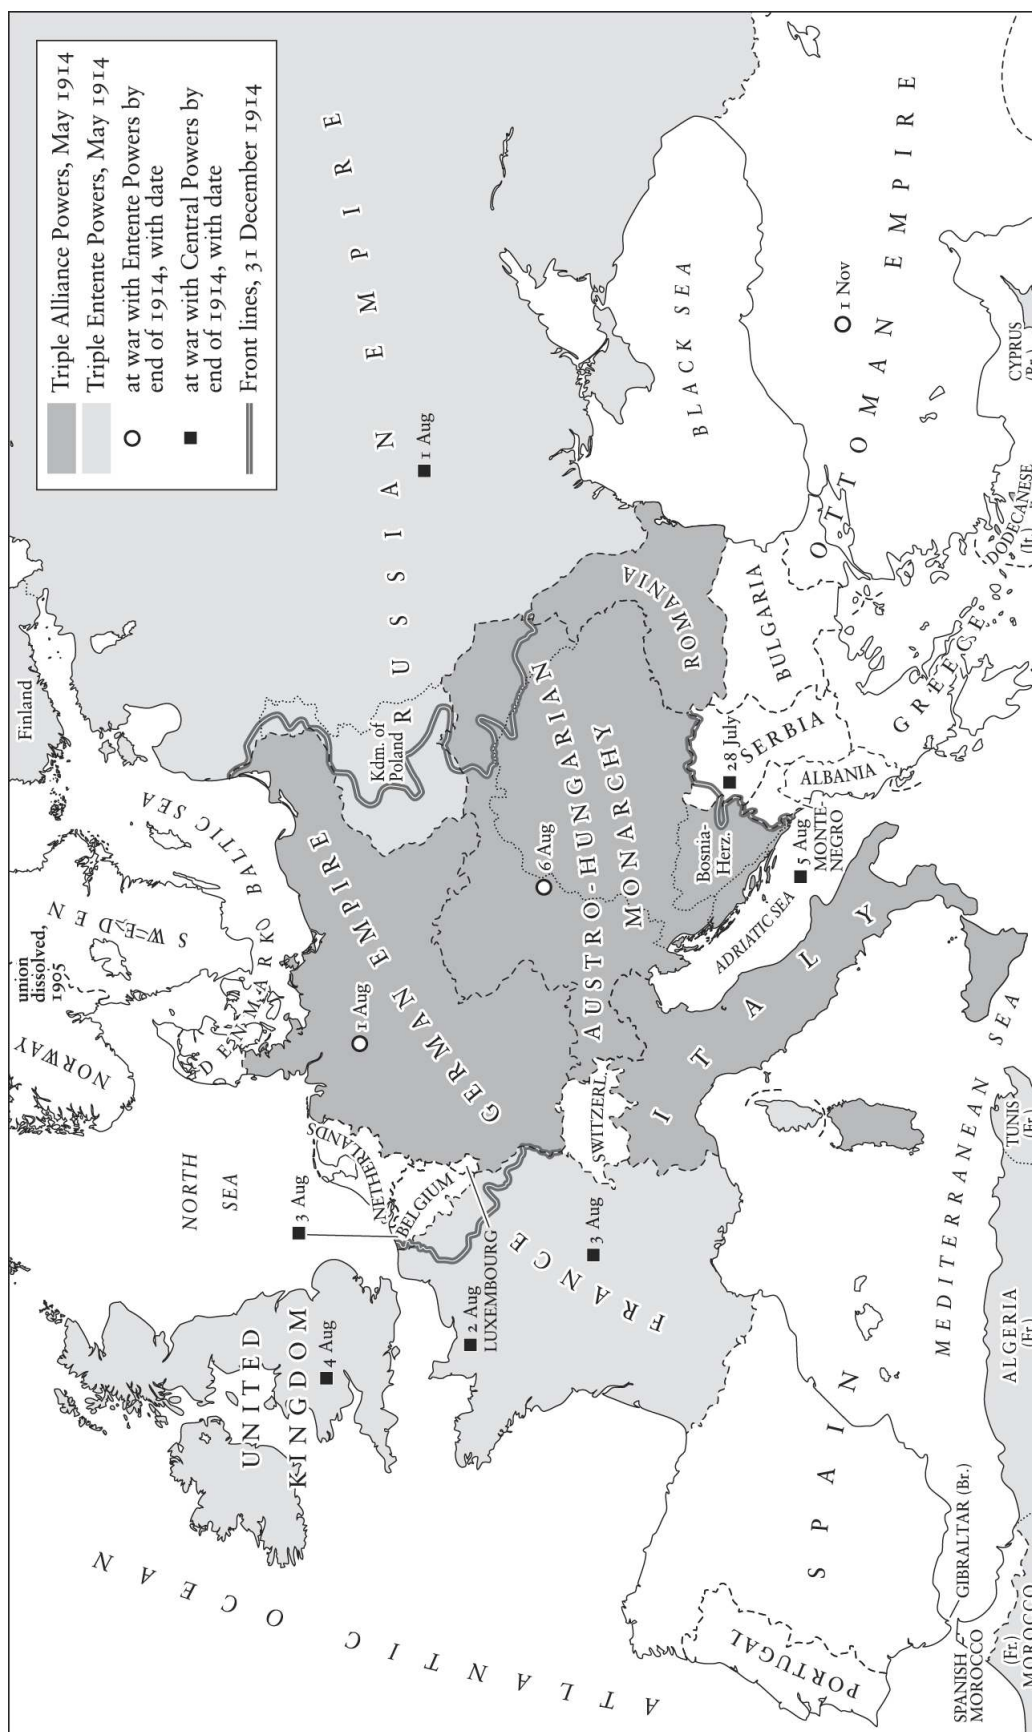 Triple Alliance Powers, May 1914
Triple Entente Powers, May 1914
at war with Entente Powers by
end of 1914, with date
at war with Central Powers by
end of 1914, with date
Front lines, 31 December 1914
ATLANTIC OCEAN
NORWAY
union
dissolved,
1905
SWEDEN
Finland
NORTH
SEA
DENMARK
BALTIC SEA
UNITED
KINGDOM
4 Aug
3 Aug
NETHERLANDS
BELGIUM
2 Aug
LUXEMBOURG
GERMAN EMPIRE
1 Aug
Kdm. of
Poland
RUSSIAN EMPIRE
1 Aug
FRANCE
3 Aug
SWITZERL.
AUSTRO-HUNGARIAN
MONARCHY
6 Aug
ROMANIA
BLACK SEA
Bosnia-
Herz.
28 July
SERBIA
BULGARIA
5 Aug
MONTE
NEGRO
ALBANIA
ADRIATIC SEA
ITALY
GREECE
OTTOMAN EMPIRE
1 Nov
DODECANESE
(It.)
CYPRUS
(Br.)
PORTUGAL
SPAIN
MEDITERRANEAN SEA
GIBRALTAR (Br.)
SPANISH
MOROCCO
(Fr.)
MOROCCO
ALGERIA
(Fr.)
TUNIS
(Fr.)